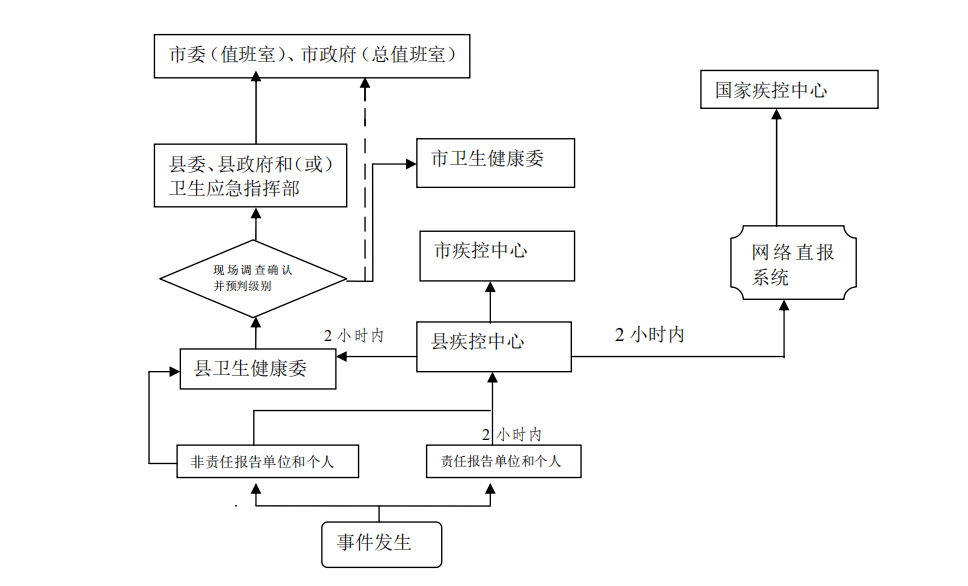 市委（值班室）、市政府（总值班室）
国家疾控中心
市卫生健康委
县委、县政府和（或）
卫生应急指挥部
市疾控中心
网络直报
系统
现场调查确认
并预判级别
2 小时内
县疾控中心
2 小时内
县卫生健康委
2 小时内
非责任报告单位和个人
责任报告单位和个人
事件发生